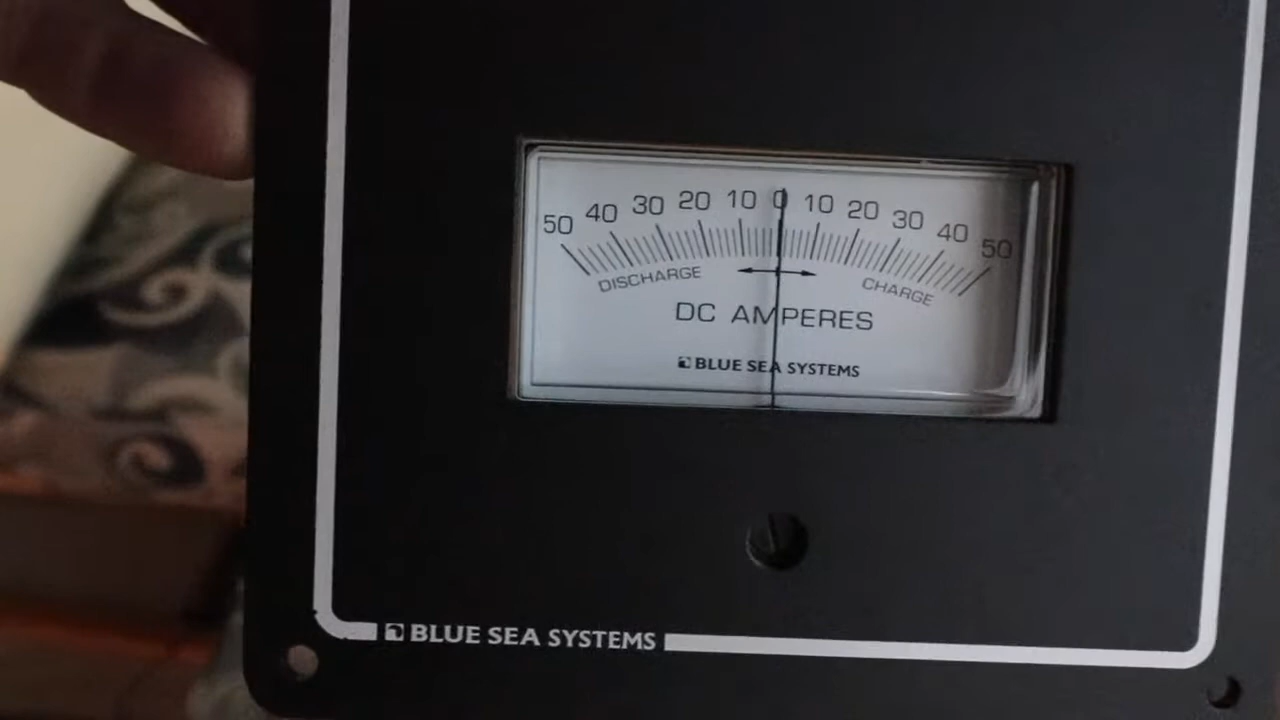 50 40 30 20 10 0 10 20 30 40 50
DISCHARGE CHARGE
DC AMPERES
BLUE SEA SYSTEMS
BLUE SEA SYSTEMS